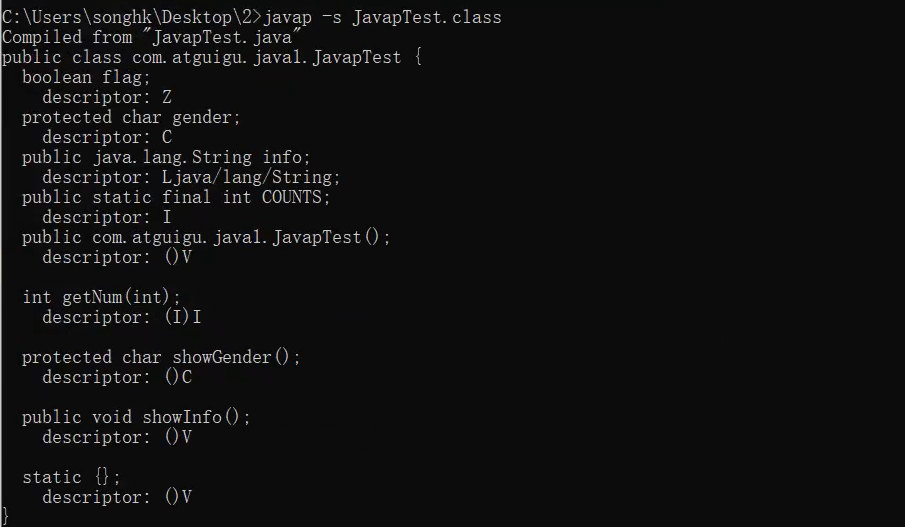 C:\Users\songhk\Desktop\2>javap -s JavapTest.class
Compiled from "JavapTest.java"
public class com.atguigu.java1.JavapTest {
  boolean flag;
    descriptor: Z
  protected char gender;
    descriptor: C
  public java.lang.String info;
    descriptor: Ljava/lang/String;
  public static final int COUNTS;
    descriptor: I
  public com.atguigu.java1.JavapTest();
    descriptor: ()V

  int getNum(int);
    descriptor: (I)I

  protected char showGender();
    descriptor: ()C

  public void showInfo();
    descriptor: ()V

  static {};
    descriptor: ()V
}